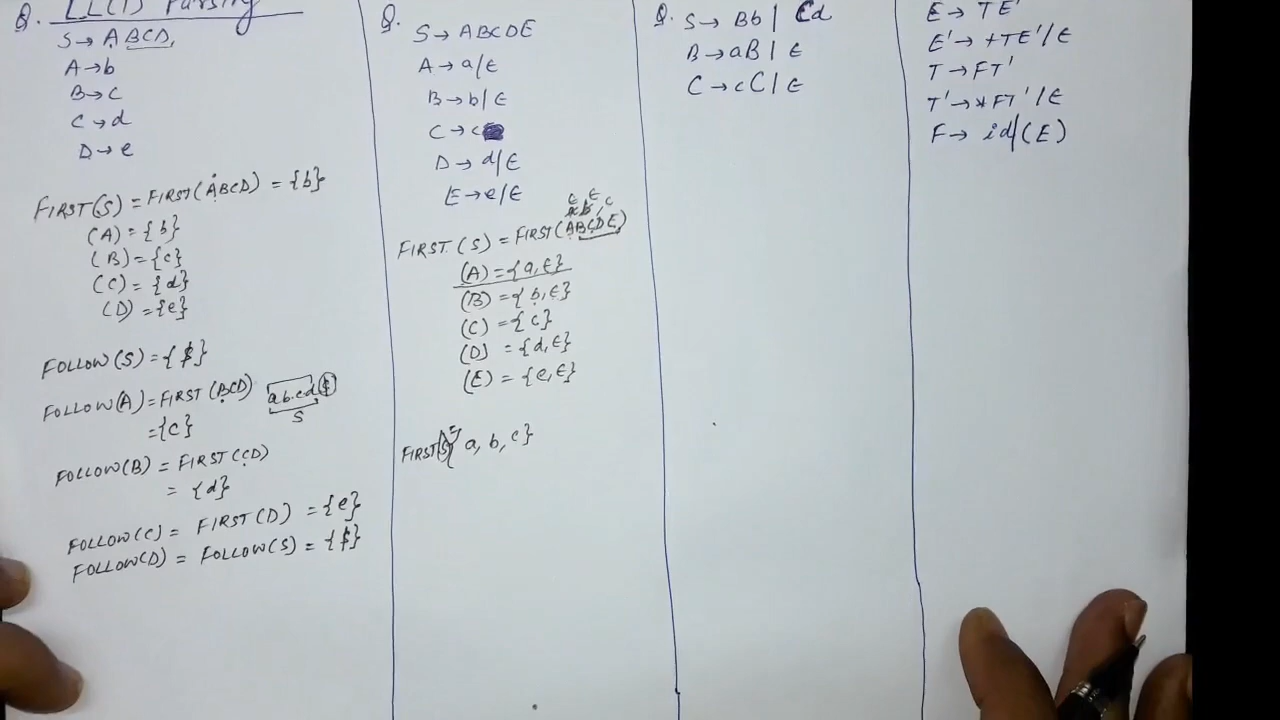 Q. LL(1) Parsing
S→ ABCD,
A→b
B→c
C→d
D→e
FIRST(S) = FIRST(ABCD) = {b}
(A) = {b}
(B) = {c}
(C) = {d}
(D) = {e}
FOLLOW(S) = {$}
FOLLOW(A) = FIRST(BCD) abcd$
= {c} S
FOLLOW(B) = FIRST(CD)
= {d}
FOLLOW(C) = FIRST(D) = {e}
FOLLOW(D) = FOLLOW(S) = {$}
Q.
S→ ABCDE
A→ a/ε
B→ b/ε
C→ c
D→ d/ε
E→ e/ε
FIRST(S) = FIRST(ABCDE)
(A) = {a,ε}
(B) = {b,ε}
(C) = {c}
(D) = {d,ε}
(E) = {e,ε}
FIRST(S) = { a, b, c}
Q. S→ Bb | Cd
B→ aB | ε
C→ cC | ε
E→ TE'
E'→ +TE'/ε
T→ FT'
T'→ *FT'/ε
F→ id/(E)